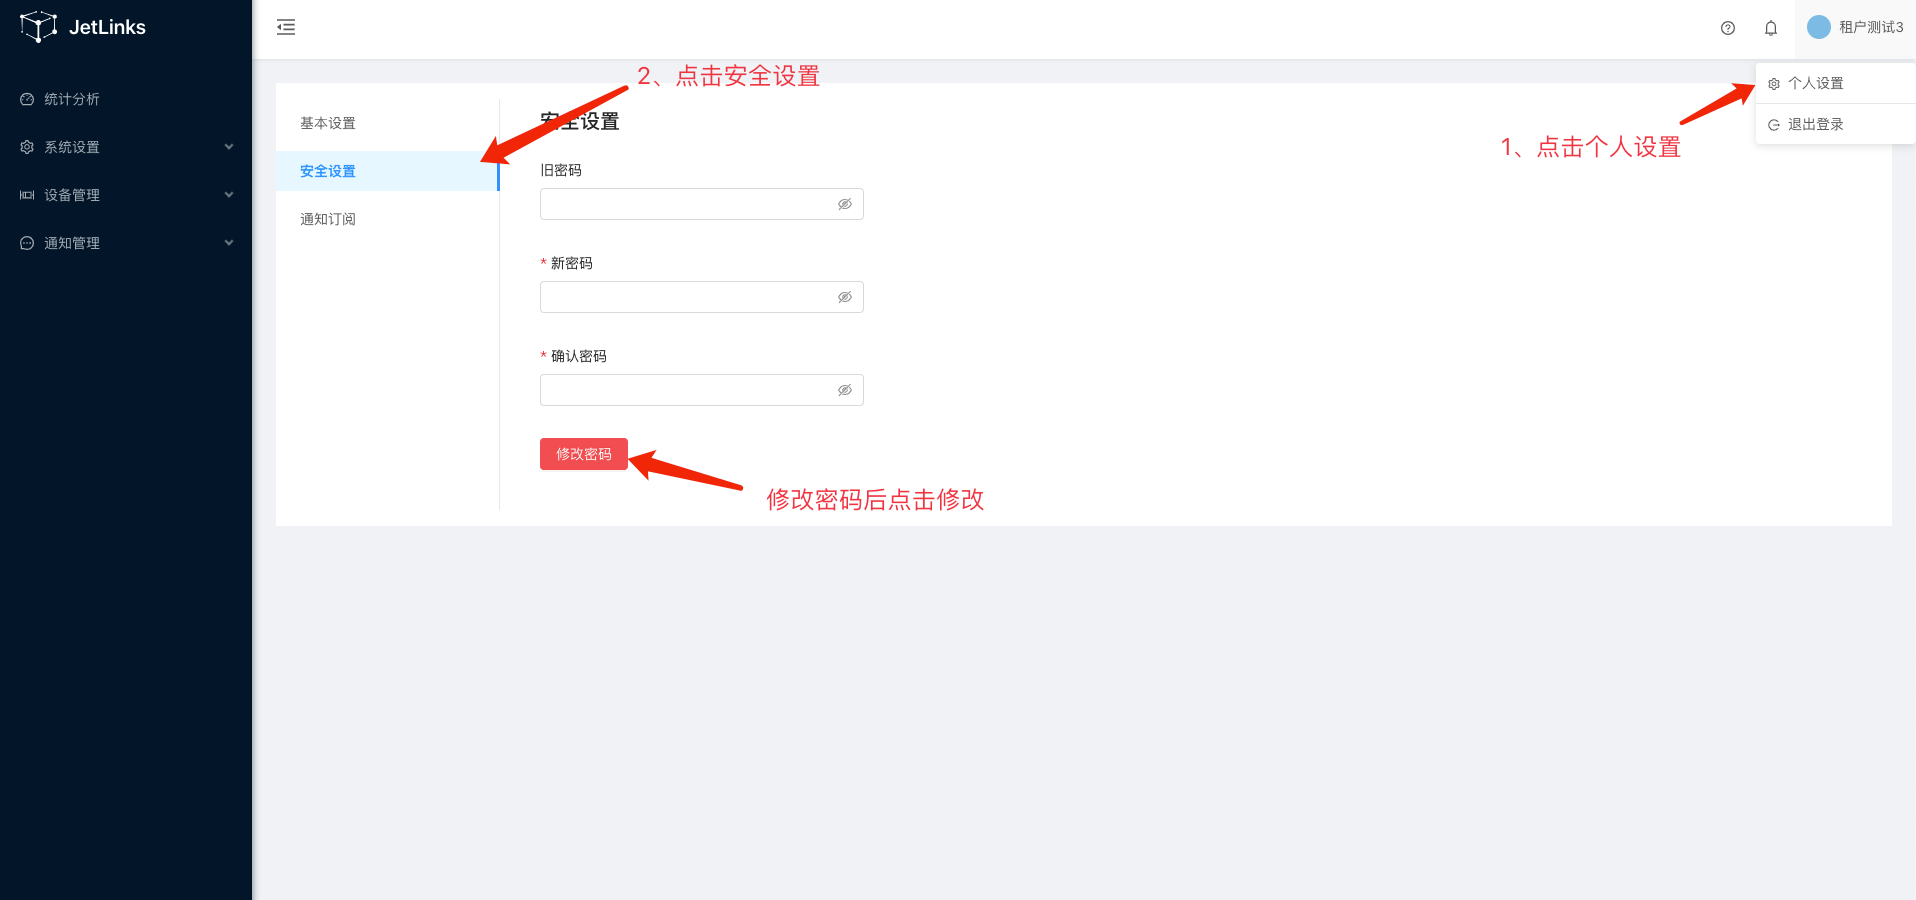 JetLinks
统计分析
系统设置
设备管理
通知管理
租户测试3
个人设置
退出登录
1、点击个人设置
2、点击安全设置
基本设置
安全设置
通知订阅
安全设置
旧密码
* 新密码
* 确认密码
修改密码
修改密码后点击修改